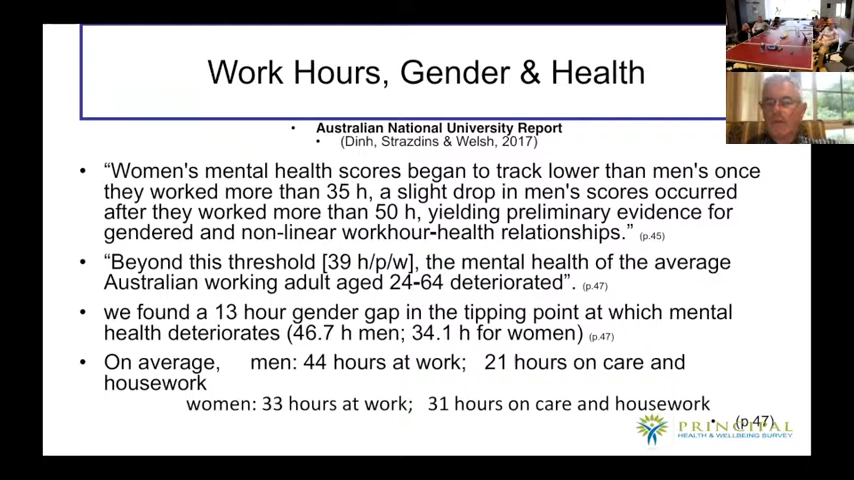 Work Hours, Gender & Health
• Australian National University Report
• (Dinh, Strazdins & Welsh, 2017)
• “Women's mental health scores began to track lower than men's once
they worked more than 35 h, a slight drop in men's scores occurred
after they worked more than 50 h, yielding preliminary evidence for
gendered and non-linear workhour-health relationships.” (p.45)
• “Beyond this threshold [39 h/p/w], the mental health of the average
Australian working adult aged 24-64 deteriorated”. (p.47)
• we found a 13 hour gender gap in the tipping point at which mental
health deteriorates (46.7 h men; 34.1 h for women) (p.47)
• On average, men: 44 hours at work; 21 hours on care and
housework
women: 33 hours at work; 31 hours on care and housework
• (p 47)
PRINCIPAL
HEALTH & WELLBEING SURVEY